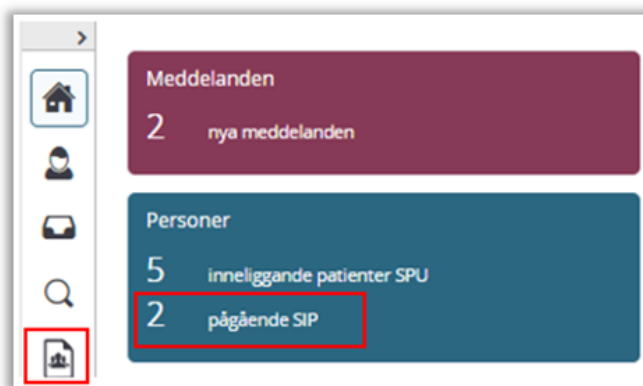 Meddelanden
2 nya meddelanden
Personer
5 inneliggande patienter SPU
2 pågående SIP